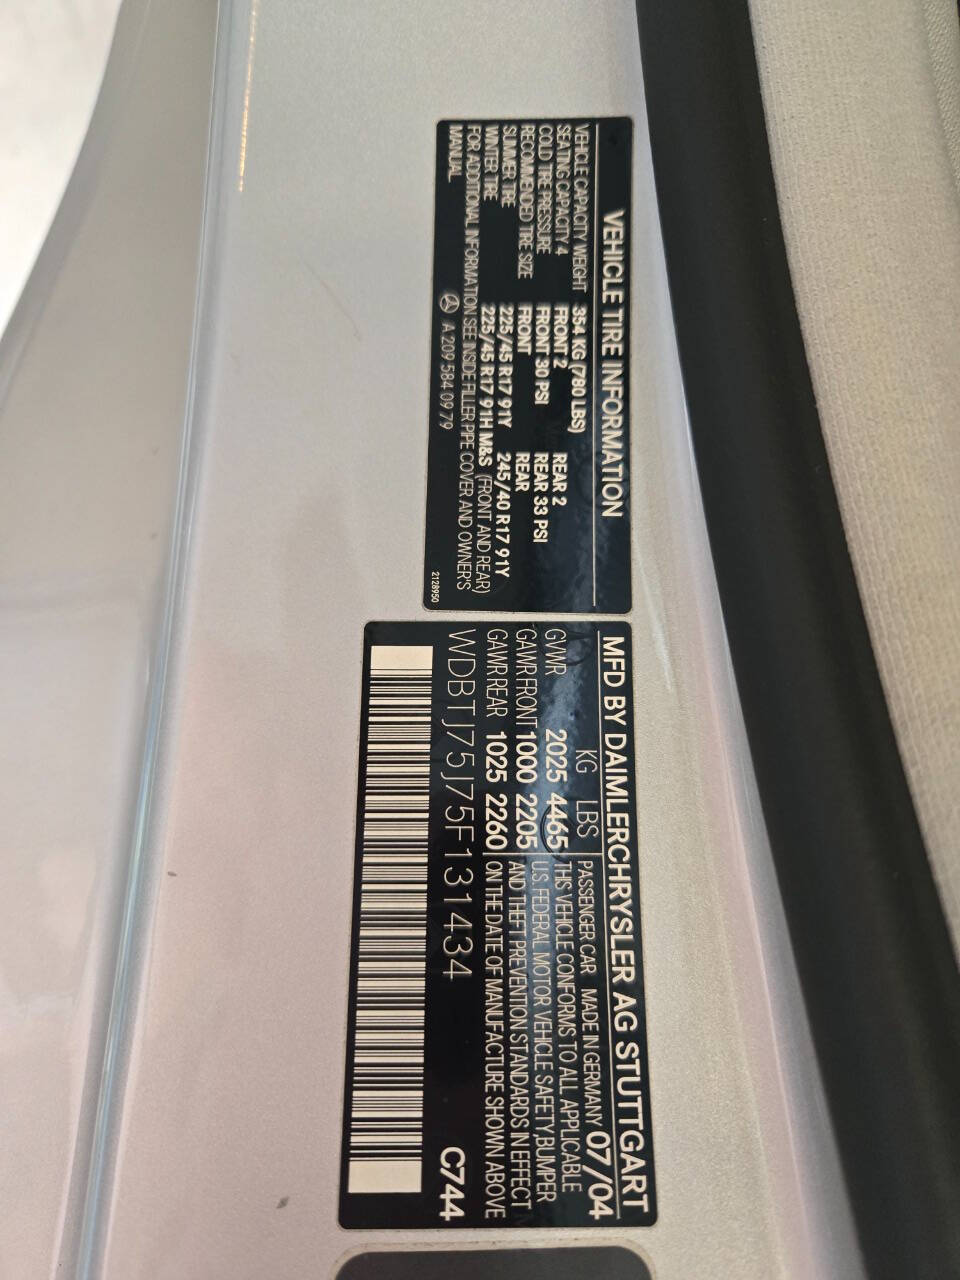 VEHICLE TIRE INFORMATION
VEHICLE CAPACITY WEIGHT 354 KG (780 LBS)
SEATING CAPACITY 4 FRONT 2 REAR 2
COLD TIRE PRESSURE FRONT 30 PSI REAR 33 PSI
RECOMMENDED TIRE SIZE FRONT REAR
SUMMER TIRE 225/45 R17 91Y 245/40 R17 91Y
WINTER TIRE 225/45 R17 91H M&S (FRONT AND REAR)
FOR ADDITIONAL INFORMATION SEE INSIDE FILLER PIPE COVER AND OWNER'S
MANUAL
A 209 584 09 79
2128950
MFD BY DAIMLERCHRYSLER AG STUTTGART
KG LBS PASSENGER CAR MADE IN GERMANY 07/04
GVWR 2025 4465 THIS VEHICLE CONFORMS TO ALL APPLICABLE
GAWR FRONT 1000 2205 U.S. FEDERAL MOTOR VEHICLE SAFETY, BUMPER
AND THEFT PREVENTION STANDARDS IN EFFECT
GAWR REAR 1025 2260 ON THE DATE OF MANUFACTURE SHOWN ABOVE
WDBTJ75J75F131434 C744